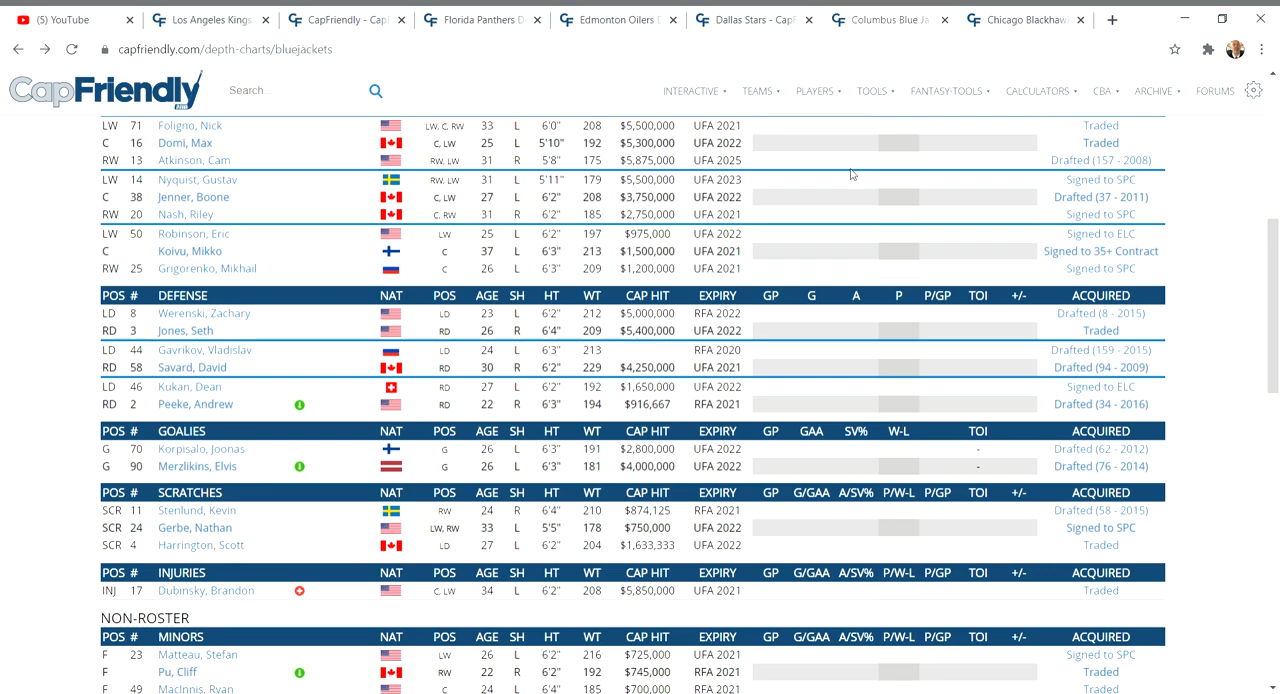 (5) YouTube
Los Angeles Kings
CapFriendly - Cap
Florida Panthers D
Edmonton Oilers D
Dallas Stars - CapF
Columbus Blue Ja
Chicago Blackhawk
capfriendly.com/depth-charts/bluejackets
CapFriendly
Search...
INTERACTIVE TEAMS PLAYERS TOOLS FANTASY-TOOLS CALCULATORS CBA ARCHIVE FORUMS
LW 71 Foligno, Nick LW, C, RW 33 L 6'0" 208 $5,500,000 UFA 2021 Traded
C 16 Domi, Max C, LW 25 L 5'10" 192 $5,300,000 UFA 2022 Traded
RW 13 Atkinson, Cam RW, LW 31 R 5'8" 175 $5,875,000 UFA 2025 Drafted (157 - 2008)
LW 14 Nyquist, Gustav RW, LW 31 L 5'11" 179 $5,500,000 UFA 2023 Signed to SPC
C 38 Jenner, Boone C, LW 27 L 6'2" 208 $3,750,000 UFA 2022 Drafted (37 - 2011)
RW 20 Nash, Riley C, RW 31 R 6'2" 185 $2,750,000 UFA 2021 Signed to SPC
LW 50 Robinson, Eric LW 25 L 6'2" 197 $975,000 UFA 2022 Signed to ELC
C Koivu, Mikko C 37 L 6'3" 213 $1,500,000 UFA 2021 Signed to 35+ Contract
RW 25 Grigorenko, Mikhail C 26 L 6'3" 209 $1,200,000 UFA 2021 Signed to SPC
POS # DEFENSE NAT POS AGE SH HT WT CAP HIT EXPIRY GP G A P P/GP TOI +/- ACQUIRED
LD 8 Werenski, Zachary LD 23 L 6'2" 212 $5,000,000 RFA 2022 Drafted (8 - 2015)
RD 3 Jones, Seth RD 26 R 6'4" 209 $5,400,000 UFA 2022 Traded
LD 44 Gavrikov, Vladislav LD 24 L 6'3" 213 RFA 2020 Drafted (159 - 2015)
RD 58 Savard, David RD 30 R 6'2" 229 $4,250,000 UFA 2021 Drafted (94 - 2009)
LD 46 Kukan, Dean RD 27 L 6'2" 192 $1,650,000 UFA 2022 Signed to ELC
RD 2 Peeke, Andrew RD 22 R 6'3" 194 $916,667 RFA 2021 Drafted (34 - 2016)
POS # GOALIES NAT POS AGE SH HT WT CAP HIT EXPIRY GP GAA SV% W-L TOI ACQUIRED
G 70 Korpisalo, Joonas G 26 L 6'3" 191 $2,800,000 UFA 2022 - Drafted (62 - 2012)
G 90 Merzlikins, Elvis G 26 L 6'3" 181 $4,000,000 UFA 2022 - Drafted (76 - 2014)
POS # SCRATCHES NAT POS AGE SH HT WT CAP HIT EXPIRY GP G/GAA A/SV% P/W-L P/GP TOI +/- ACQUIRED
SCR 11 Stenlund, Kevin RW 24 R 6'4" 210 $874,125 RFA 2021 Drafted (58 - 2015)
SCR 24 Gerbe, Nathan LW, RW 33 L 5'5" 178 $750,000 UFA 2022 Signed to SPC
SCR 4 Harrington, Scott LD 27 L 6'2" 204 $1,633,333 UFA 2022 Traded
POS # INJURIES NAT POS AGE SH HT WT CAP HIT EXPIRY GP G/GAA A/SV% P/W-L P/GP TOI +/- ACQUIRED
INJ 17 Dubinsky, Brandon C, LW 34 L 6'2" 208 $5,850,000 UFA 2021 Traded
NON-ROSTER
POS # MINORS NAT POS AGE SH HT WT CAP HIT EXPIRY GP G/GAA A/SV% P/W-L P/GP TOI +/- ACQUIRED
F 23 Matteau, Stefan LW 26 L 6'2" 216 $725,000 UFA 2021 Signed to SPC
F Pu, Cliff RW 22 R 6'2" 192 $745,000 RFA 2021 Traded
F 49 MacInnis, Ryan C 24 L 6'4" 185 $700,000 RFA 2021 Traded